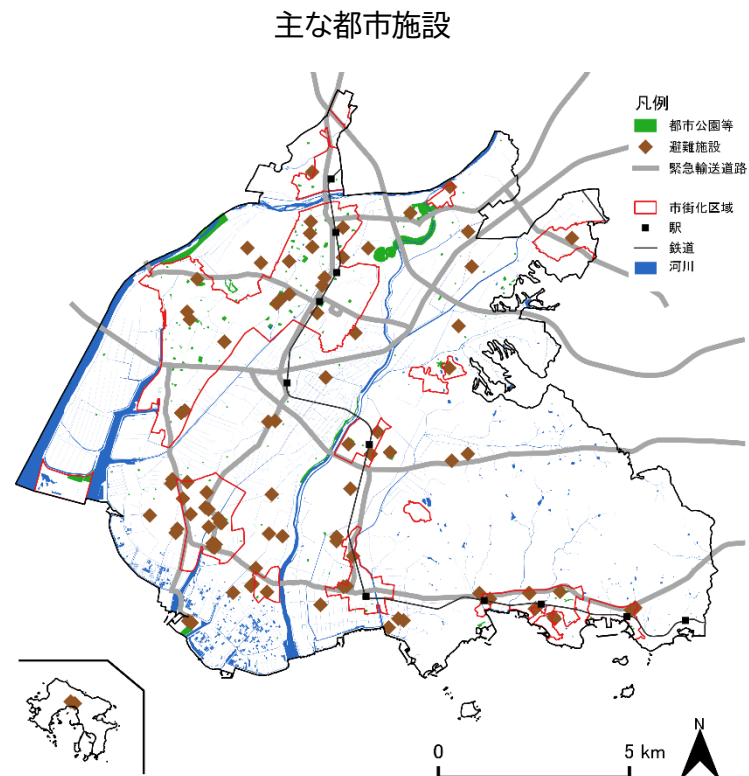 主な都市施設
凡例
都市公園等
避難施設
緊急輸送道路
市街化区域
駅
鉄道
河川
N
0 5 km